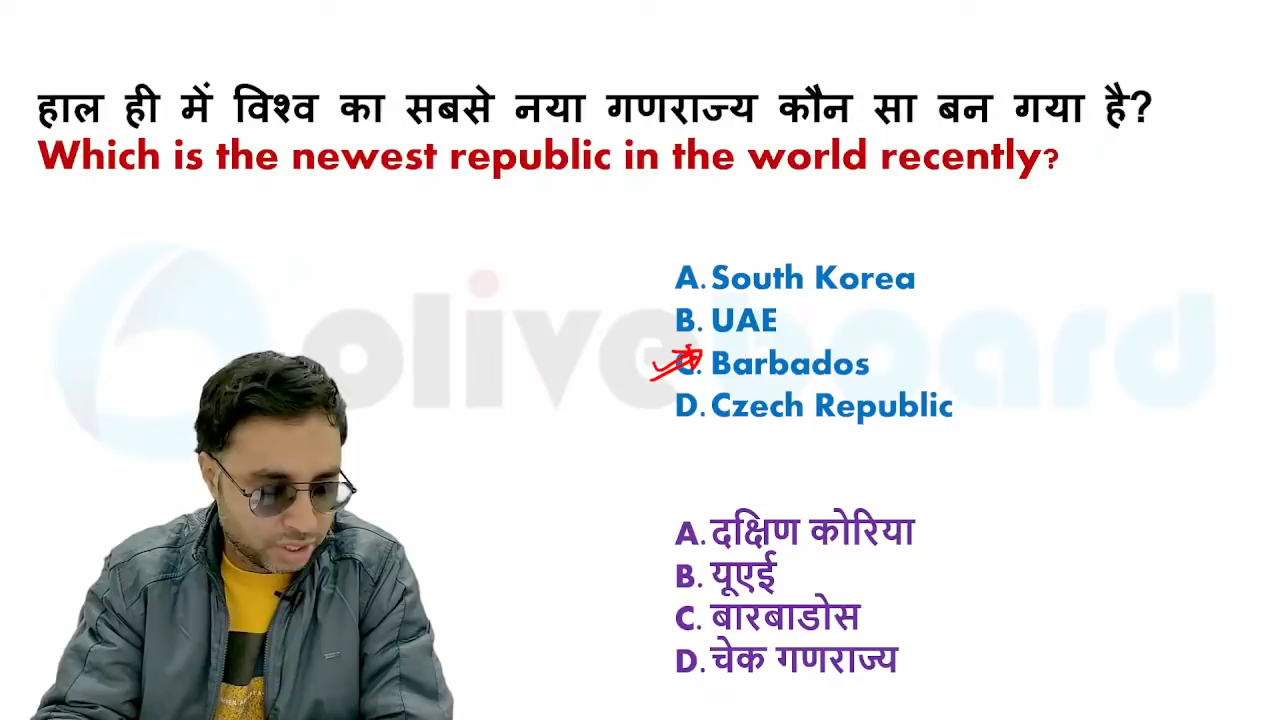 हाल ही में विश्व का सबसे नया गणराज्य कौन सा बन गया है?
Which is the newest republic in the world recently?
oliveboard
A. South Korea
B. UAE
C. Barbados
D. Czech Republic
A. दक्षिण कोरिया
B. यूएई
C. बारबाडोस
D. चेक गणराज्य